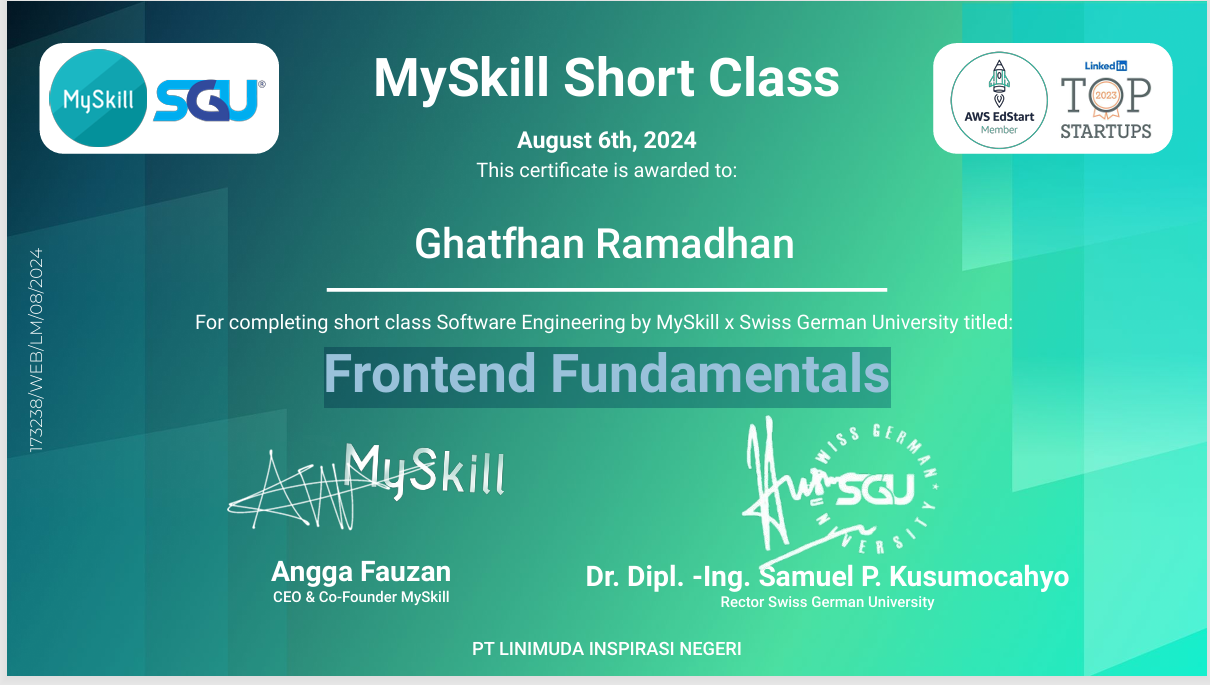 MySkill
SGU®
MySkill Short Class
AWS EdStart
Member
LinkedIn
2023
TOP
STARTUPS
August 6th, 2024
This certificate is awarded to:
Ghatfhan Ramadhan
173238/WEB/LM/08/2024
For completing short class Software Engineering by MySkill x Swiss German University titled:
Frontend Fundamentals
MySkill
SWISS GERMAN UNIVERSITY
SGU
Angga Fauzan
CEO & Co-Founder MySkill
Dr. Dipl. -Ing. Samuel P. Kusumocahyo
Rector Swiss German University
PT LINIMUDA INSPIRASI NEGERI